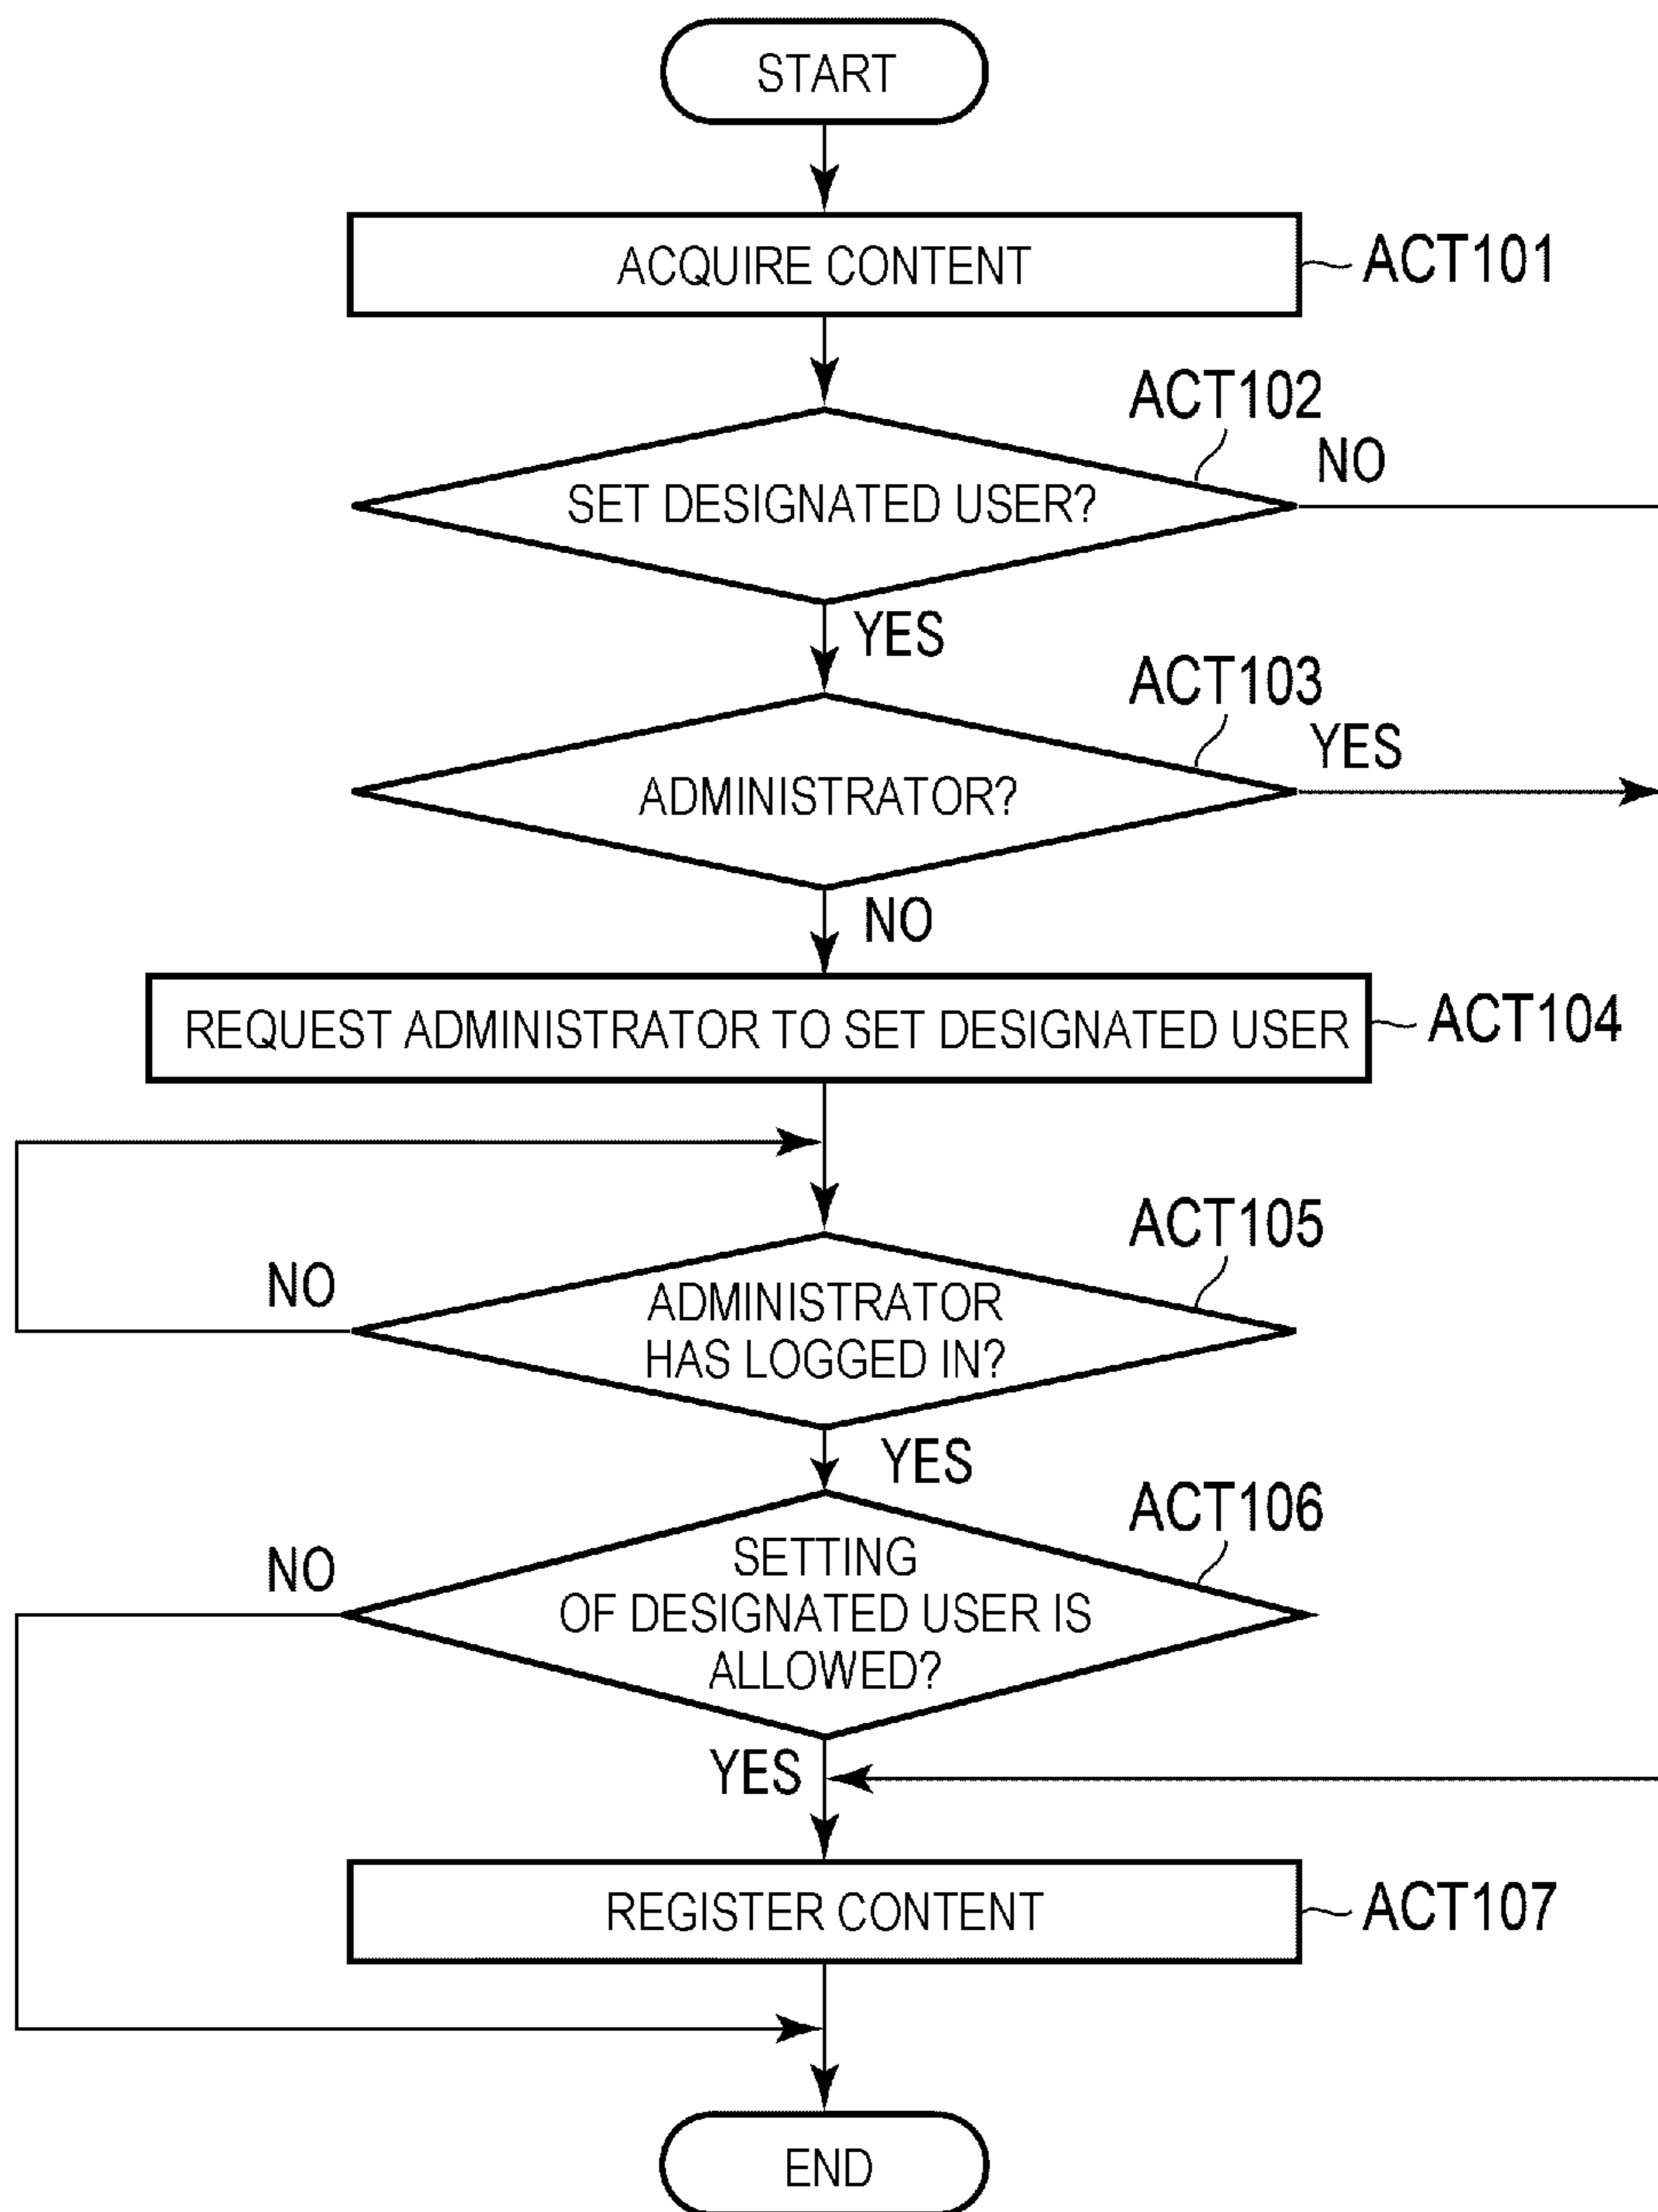 START
ACQUIRE CONTENT
ACT101
ACT102
SET DESIGNATED USER?
NO
YES
ACT103
ADMINISTRATOR?
YES
NO
REQUEST ADMINISTRATOR TO SET DESIGNATED USER
ACT104
ACT105
NO
ADMINISTRATOR
HAS LOGGED IN?
YES
ACT106
NO
SETTING
OF DESIGNATED USER IS
ALLOWED?
YES
REGISTER CONTENT
ACT107
END